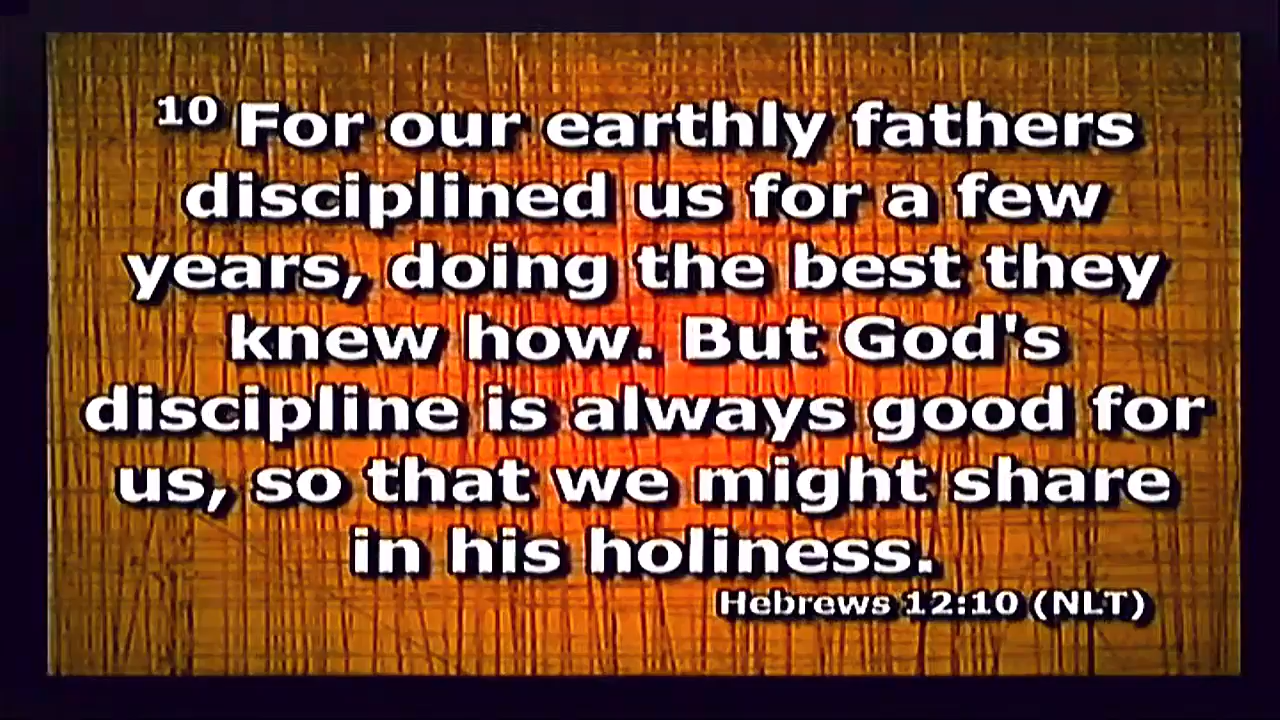 10 For our earthly fathers
disciplined us for a few
years, doing the best they
knew how. But God's
discipline is always good for
us, so that we might share
in his holiness.
Hebrews 12:10 (NLT)